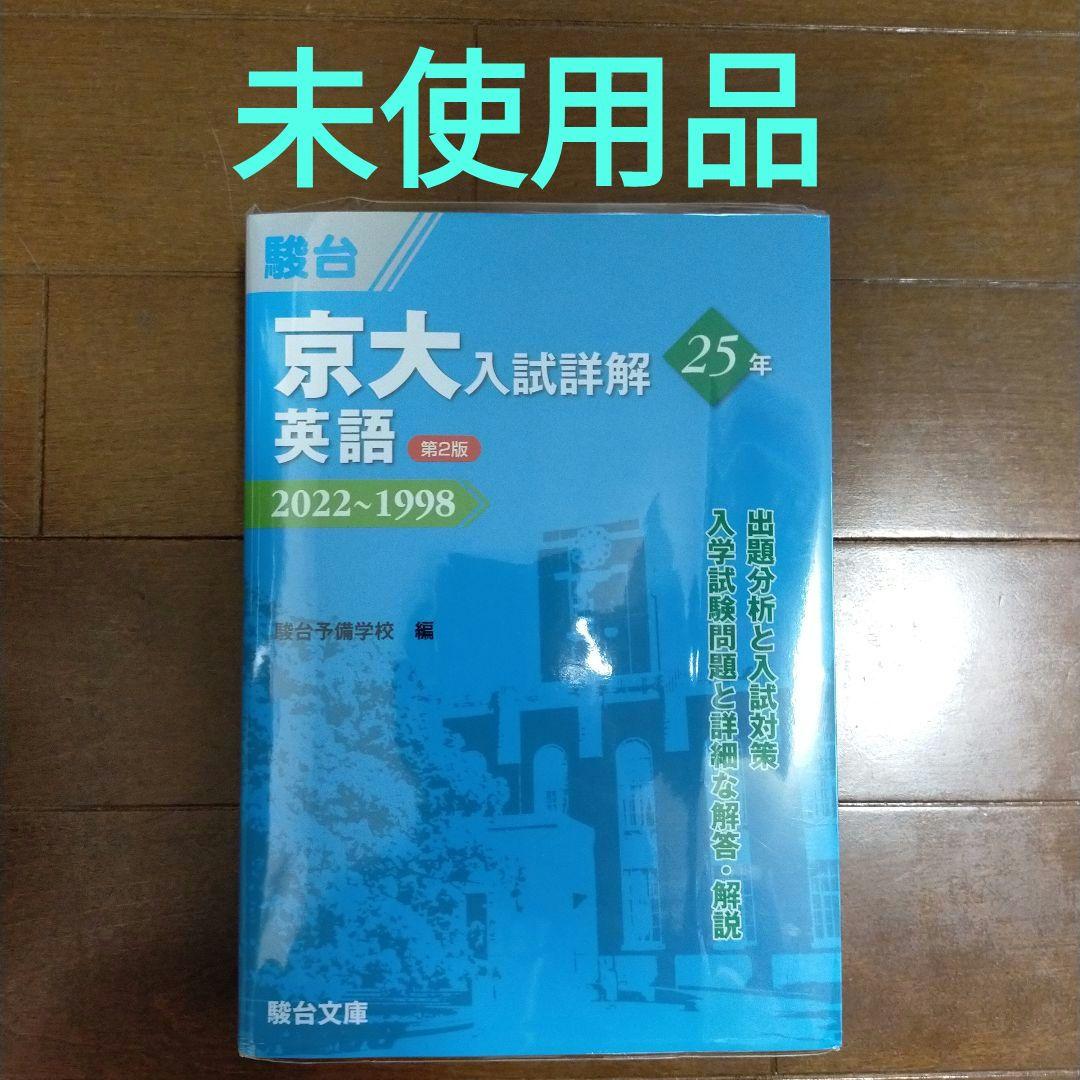 未使用品
駿台
京大入試詳解
25年
英語 第2版
2022~1998
出題分析と入試対策
入学試験問題と詳細な解答・解説
駿台予備学校 編
駿台文庫